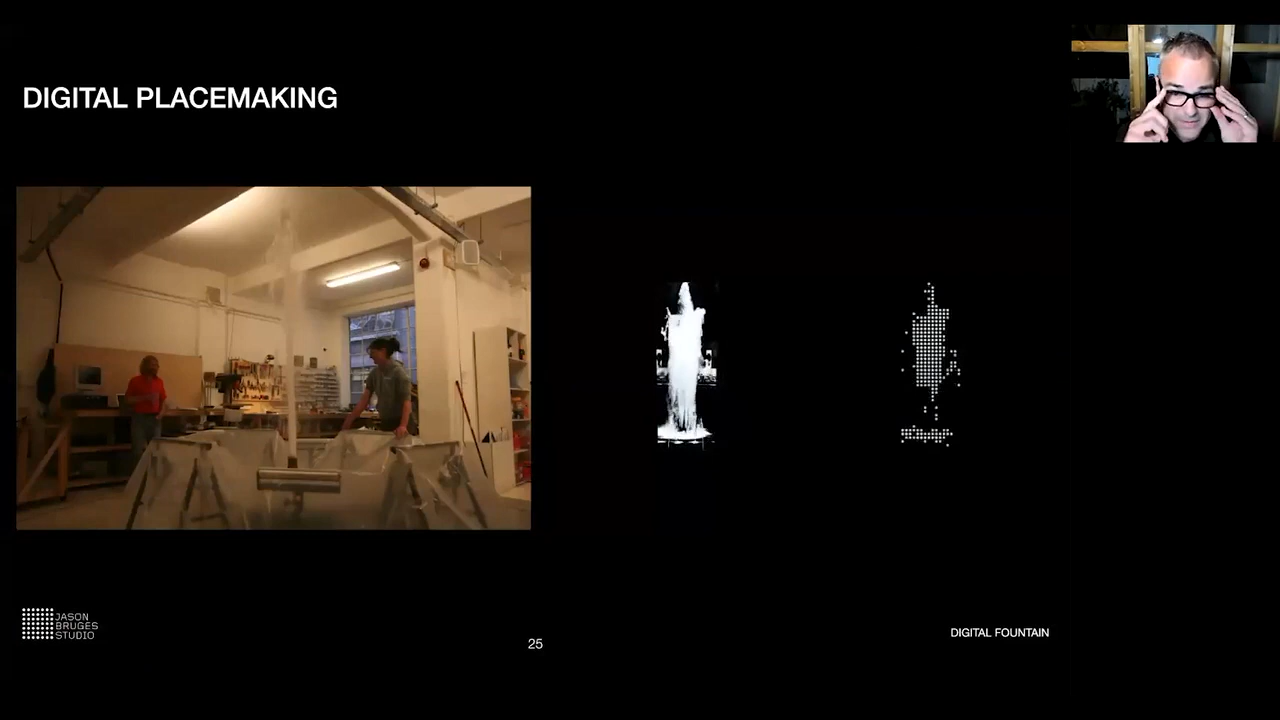 DIGITAL PLACEMAKING
JASON
BRUGES
STUDIO
25
DIGITAL FOUNTAIN